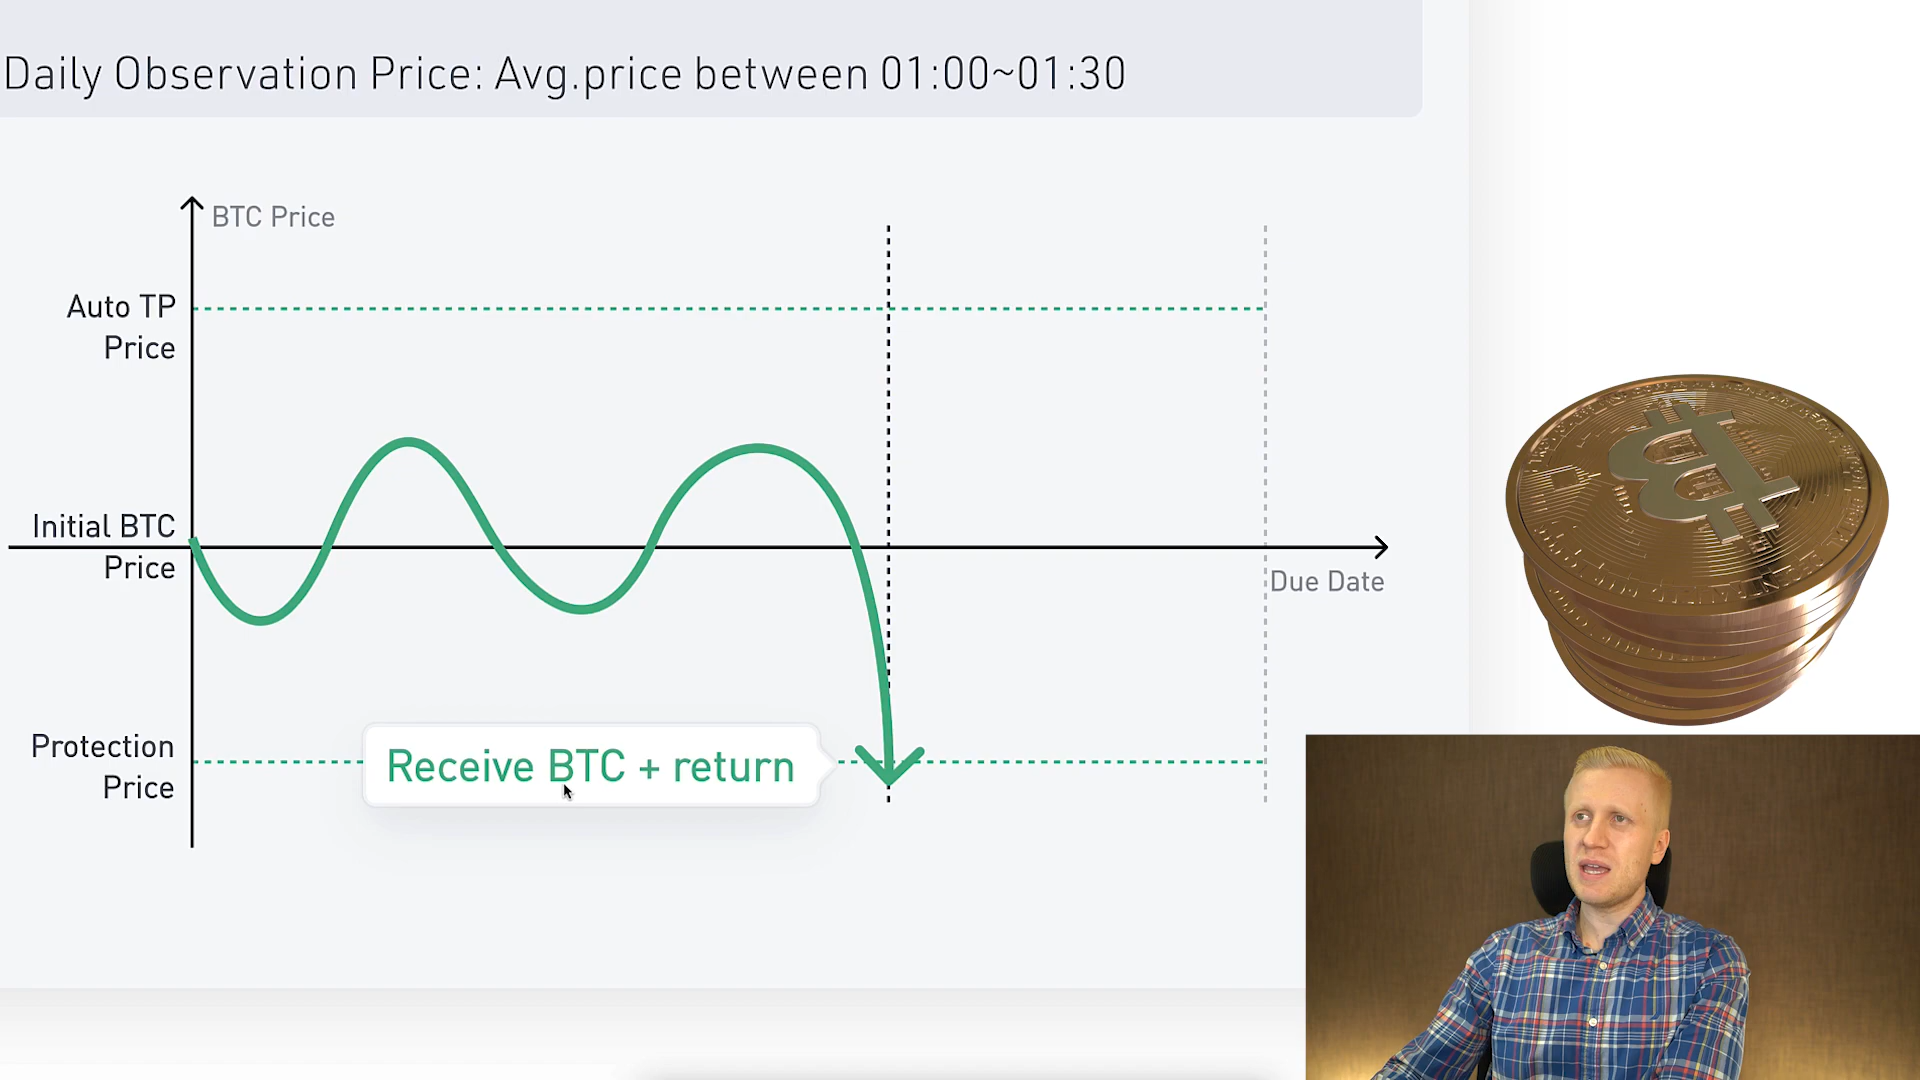 Daily Observation Price: Avg.price between 01:00~01:30
BTC Price
Auto TP
Price
Initial BTC
Price
Due Date
Protection
Price
Receive BTC + return